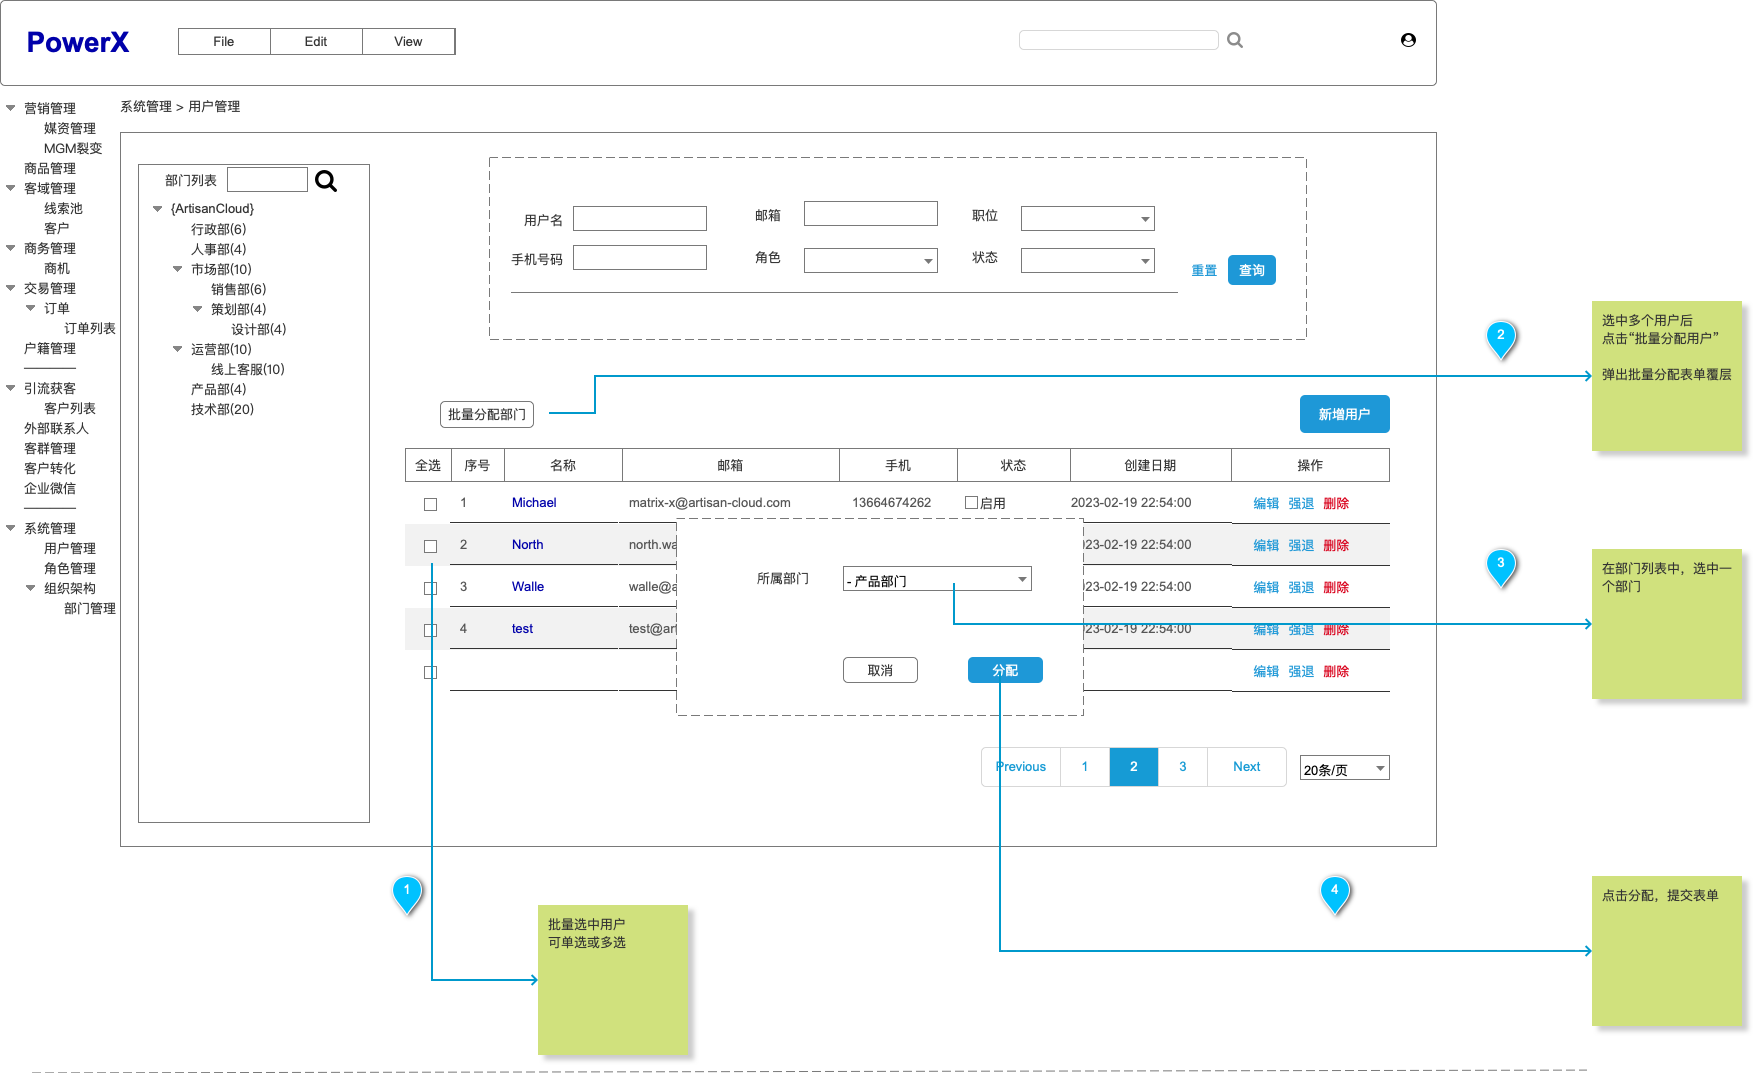 PowerX
File
Edit
View
营销管理
媒资管理
MGM裂变
商品管理
客域管理
线索池
客户
商务管理
商机
交易管理
订单
订单列表
户籍管理
引流获客
客户列表
外部联系人
客群管理
客户转化
企业微信
系统管理
用户管理
角色管理
组织架构
部门管理
系统管理 > 用户管理
部门列表
{ArtisanCloud}
行政部(6)
人事部(4)
市场部(10)
销售部(6)
策划部(4)
设计部(4)
运营部(10)
线上客服(10)
产品部(4)
技术部(20)
用户名
邮箱
职位
手机号码
角色
状态
重置
查询
批量分配部门
新增用户
全选 序号 名称 邮箱 手机 状态 创建日期 操作
1 Michael matrix-x@artisan-cloud.com 13664674262 启用 2023-02-19 22:54:00 编辑 强退 删除
2 North north.wa 23-02-19 22:54:00 编辑 强退 删除
3 Walle walle@a 23-02-19 22:54:00 编辑 强退 删除
4 test test@ar 23-02-19 22:54:00 编辑 强退 删除
编辑 强退 删除
所属部门
- 产品部门
取消
分配
Previous 1 2 3 Next
20条/页
2
选中多个用户后
点击“批量分配用户”
弹出批量分配表单覆层
3
在部门列表中，选中一
个部门
1
批量选中用户
可单选或多选
4
点击分配，提交表单